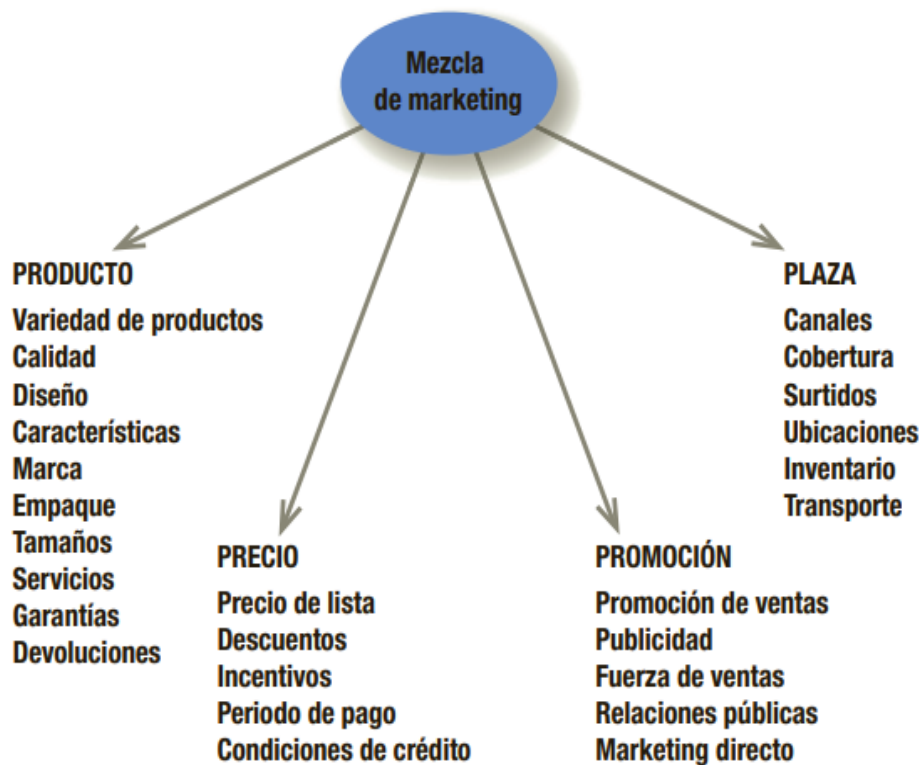 Mezcla
de marketing
PRODUCTO
Variedad de productos
Calidad
Diseño
Características
Marca
Empaque
Tamaños
Servicios
Garantías
Devoluciones
PRECIO
Precio de lista
Descuentos
Incentivos
Periodo de pago
Condiciones de crédito
PROMOCIÓN
Promoción de ventas
Publicidad
Fuerza de ventas
Relaciones públicas
Marketing directo
PLAZA
Canales
Cobertura
Surtidos
Ubicaciones
Inventario
Transporte